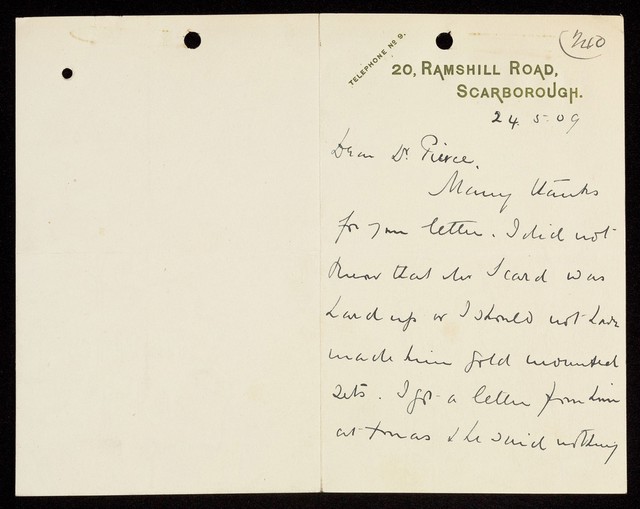 TELEPHONE Nº 9.
20, RAMSHILL ROAD,
SCARBOROUGH.
24. 5. 09
Dear Dr. Pierce,
Many thanks
for your letter. I did not
know that Mr Scard was
hard up or I should not have
made him gold mounted
sets. I got a letter from him
at & he said nothing